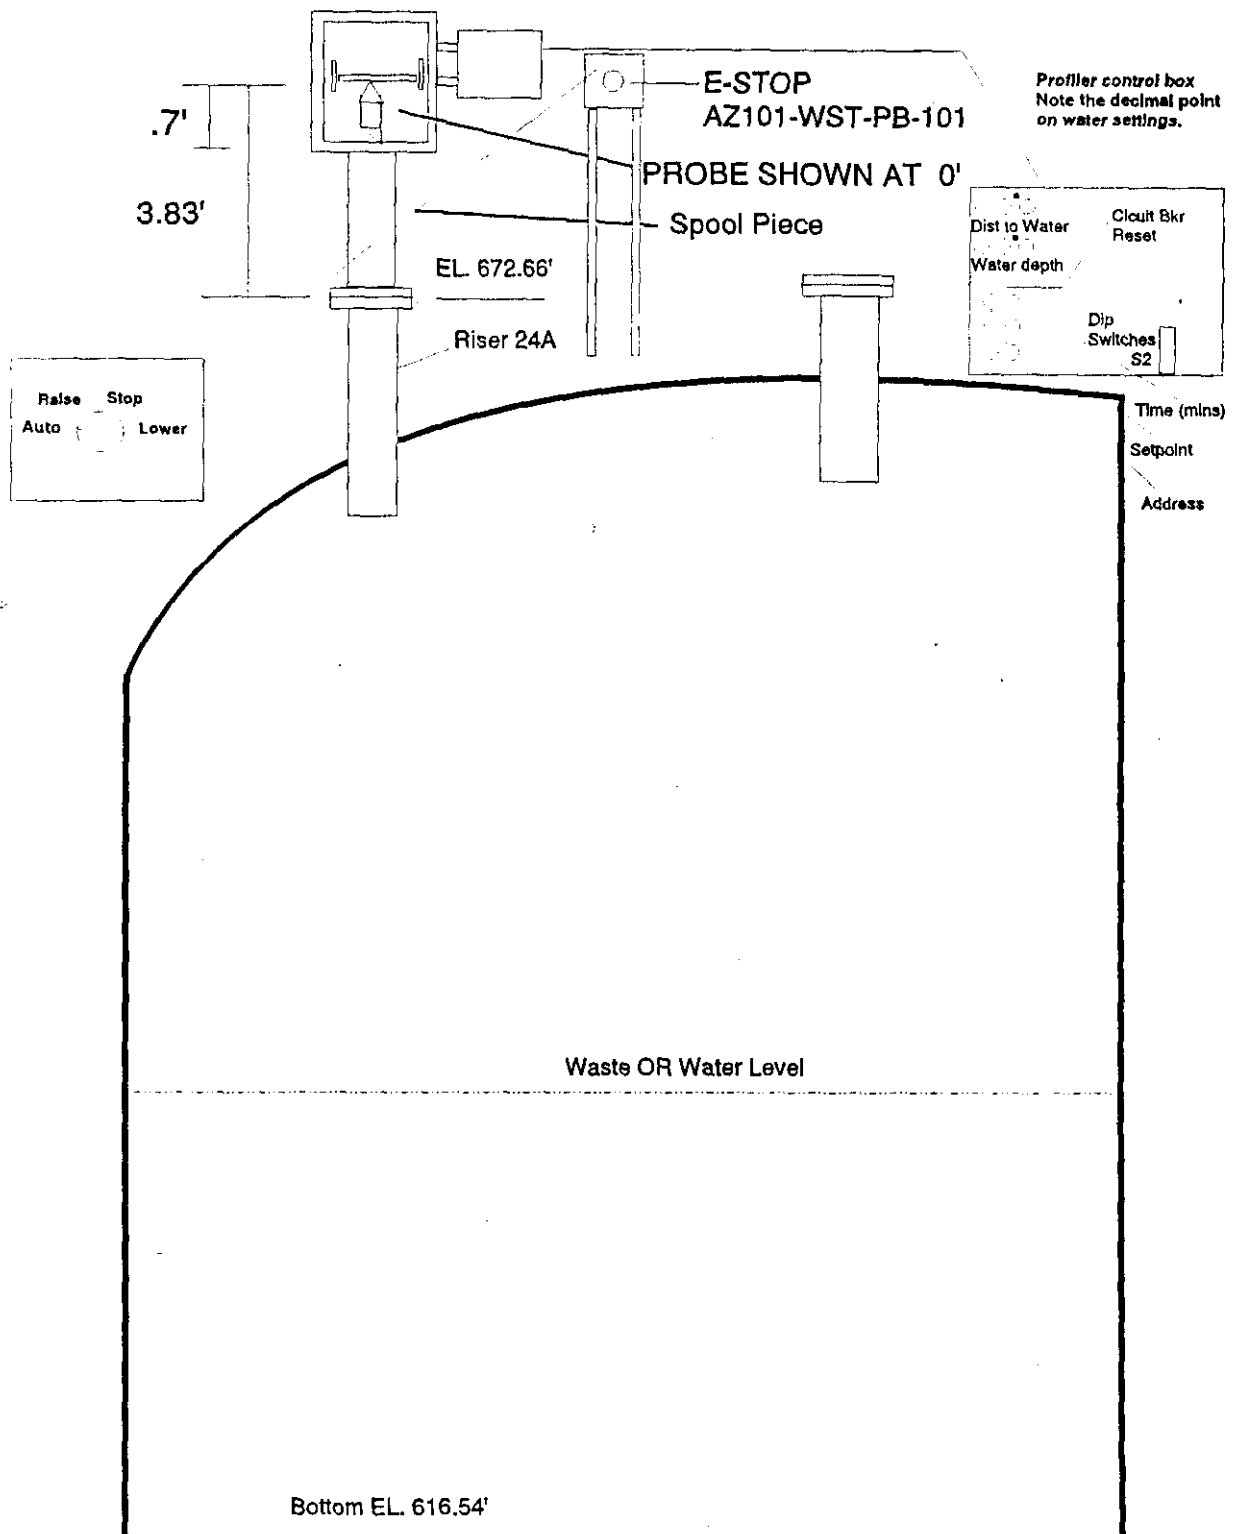 E-STOP
AZ101-WST-PB-101
Profiler control box
Note the decimal point
on water settings.
.7'
PROBE SHOWN AT 0'
3.83'
Spool Piece
Dist to Water
Cicuit Bkr
Reset
Water depth
EL. 672.66'
Riser 24A
Dip
Switches
S2
Raise Stop
Auto Lower
Time (mins)
Setpoint
Address
Waste OR Water Level
Bottom EL. 616.54'